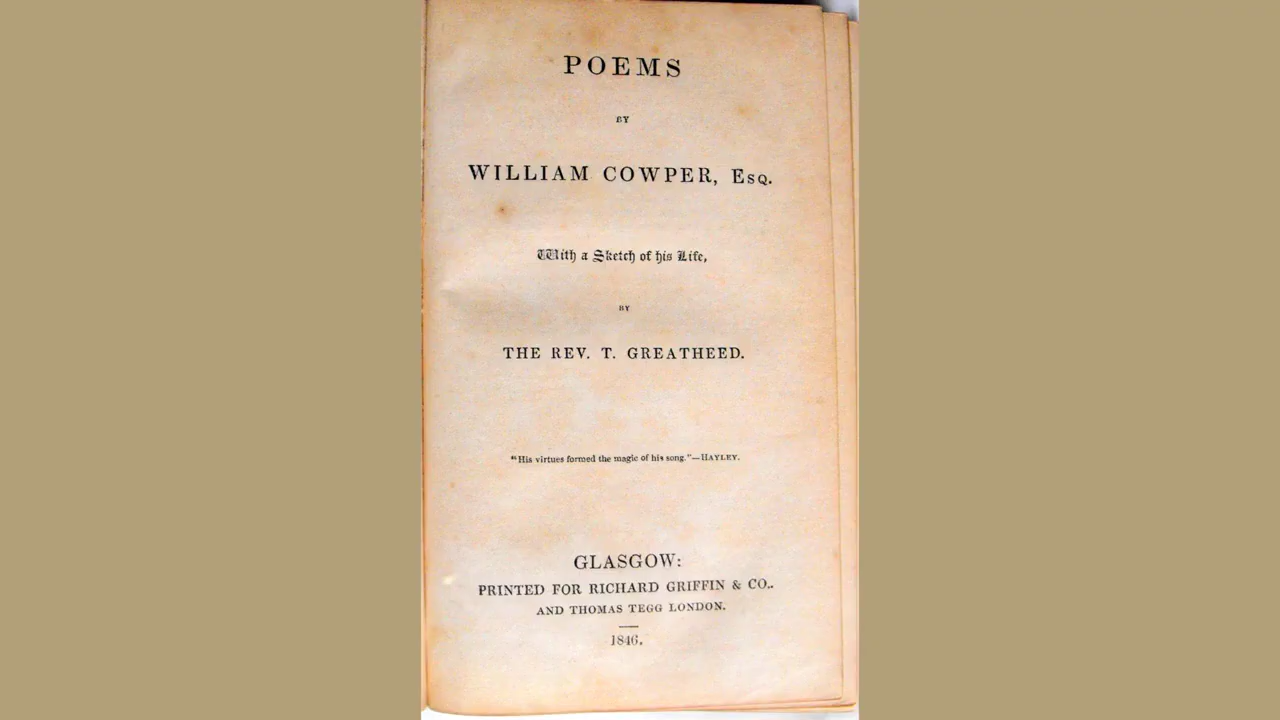 POEMS
BY
WILLIAM COWPER, Esq.
With a Sketch of his Life,
BY
THE REV. T. GREATHEED.
"His virtues formed the magic of his song."—HAYLEY.
GLASGOW:
PRINTED FOR RICHARD GRIFFIN & CO..
AND THOMAS TEGG LONDON.
1846.